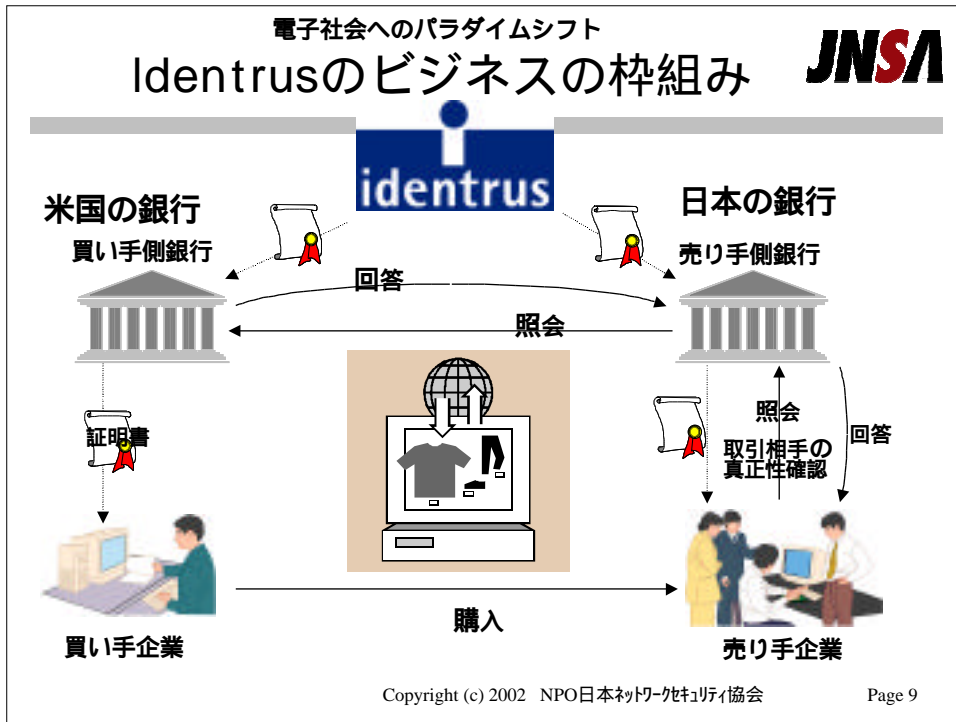 電子社会へのパラダイムシフト
Identrusのビジネスの枠組み
JNSA
identrus
米国の銀行
買い手側銀行
日本の銀行
売り手側銀行
回答
照会
証明書
照会
取引相手の
真正性確認
回答
購入
買い手企業
売り手企業
Copyright (c) 2002 NPO日本ﾈｯﾄﾜｰｸｾｷｭﾘﾃｨ協会
Page 9